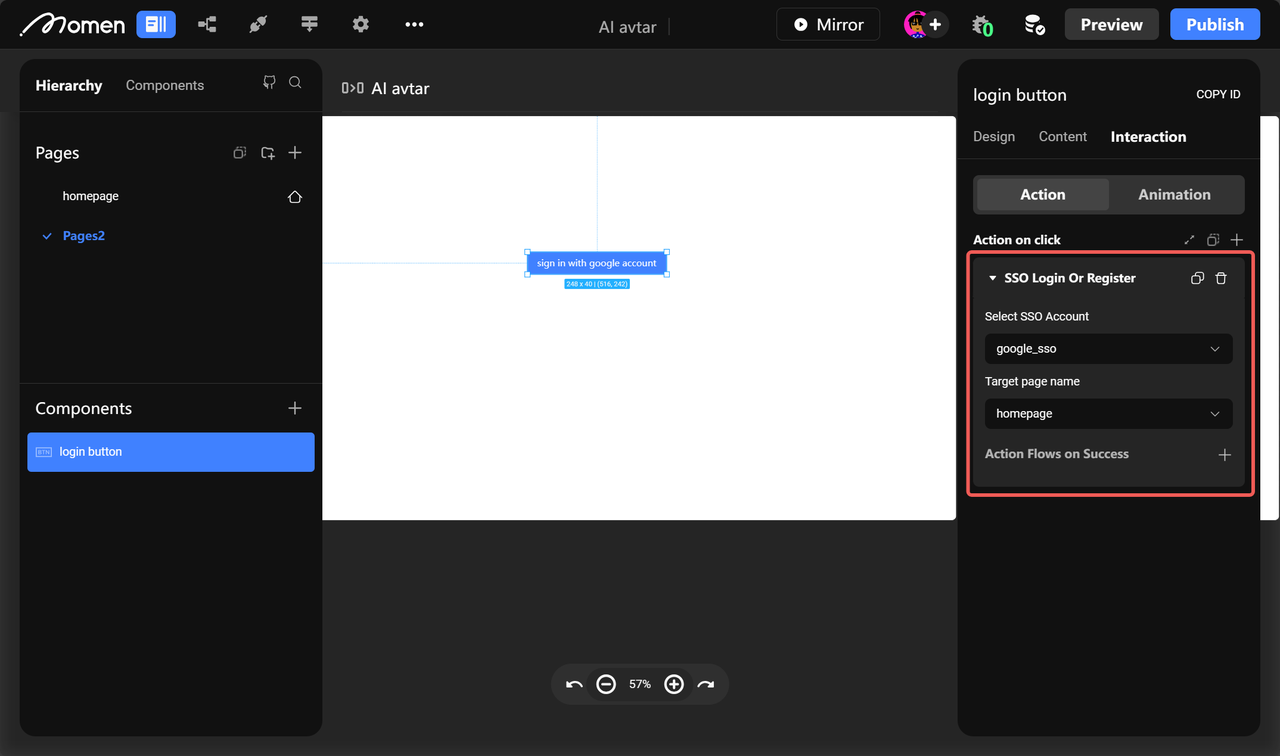 Momen
AI avtar
Mirror
0
Preview
Publish
Hierarchy
Components
Pages
homepage
Pages2
Components
BTN
login button
AI avtar
sign in with google account
248 x 40 | (516, 242)
login button
COPY ID
Design
Content
Interaction
Action
Animation
Action on click
SSO Login Or Register
Select SSO Account
google_sso
Target page name
homepage
Action Flows on Success
57%